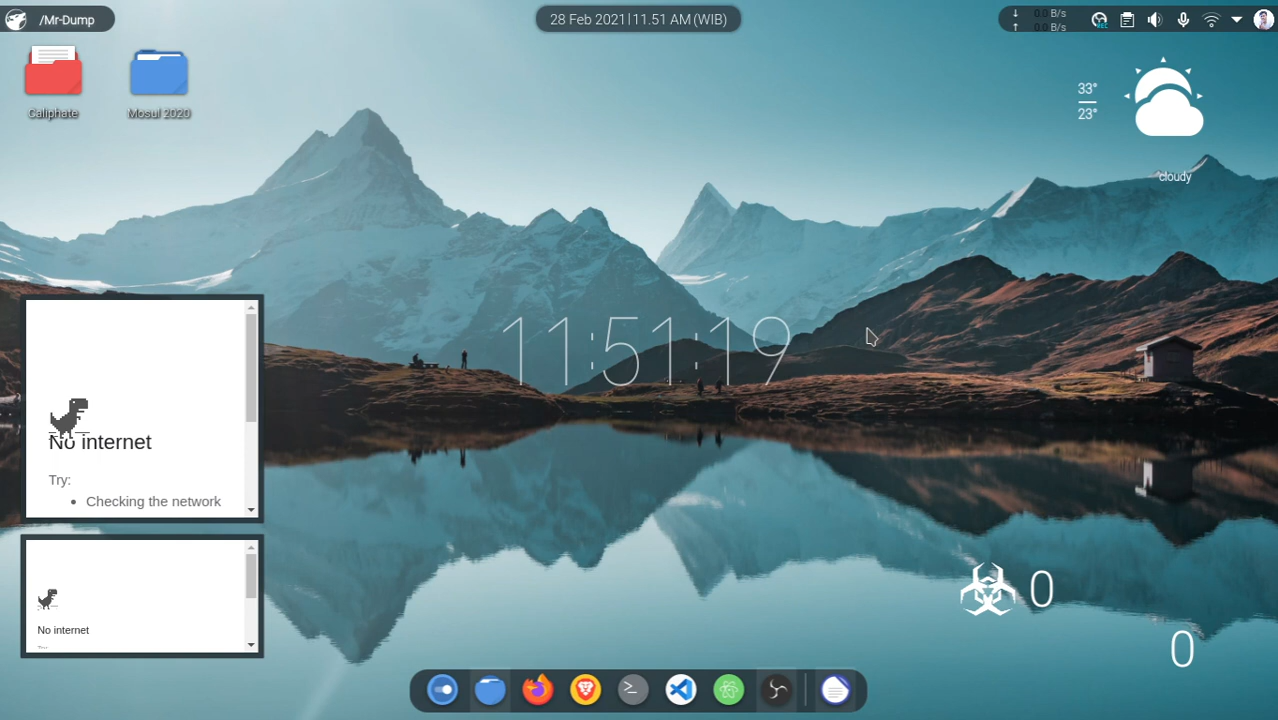 /Mr-Dump
28 Feb 2021|11.51 AM (WIB)
↓ 0.0 B/s
↑ 0.0 B/s
Caliphate
Mosul 2020
33°
23°
cloudy
11:51:19
No internet
Try:
• Checking the network
No internet
0
0